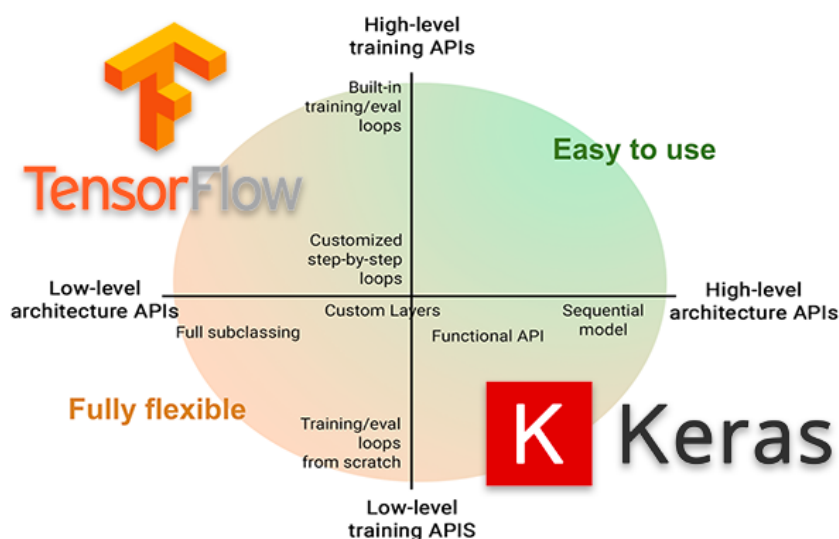 High-level
training APIs
Built-in
training/eval
loops
Easy to use
TensorFlow
Customized
step-by-step
loops
Low-level
architecture APIs
High-level
architecture APIs
Custom Layers
Sequential
model
Full subclassing
Functional API
Fully flexible
K Keras
Training/eval
loops
from scratch
Low-level
training APIS